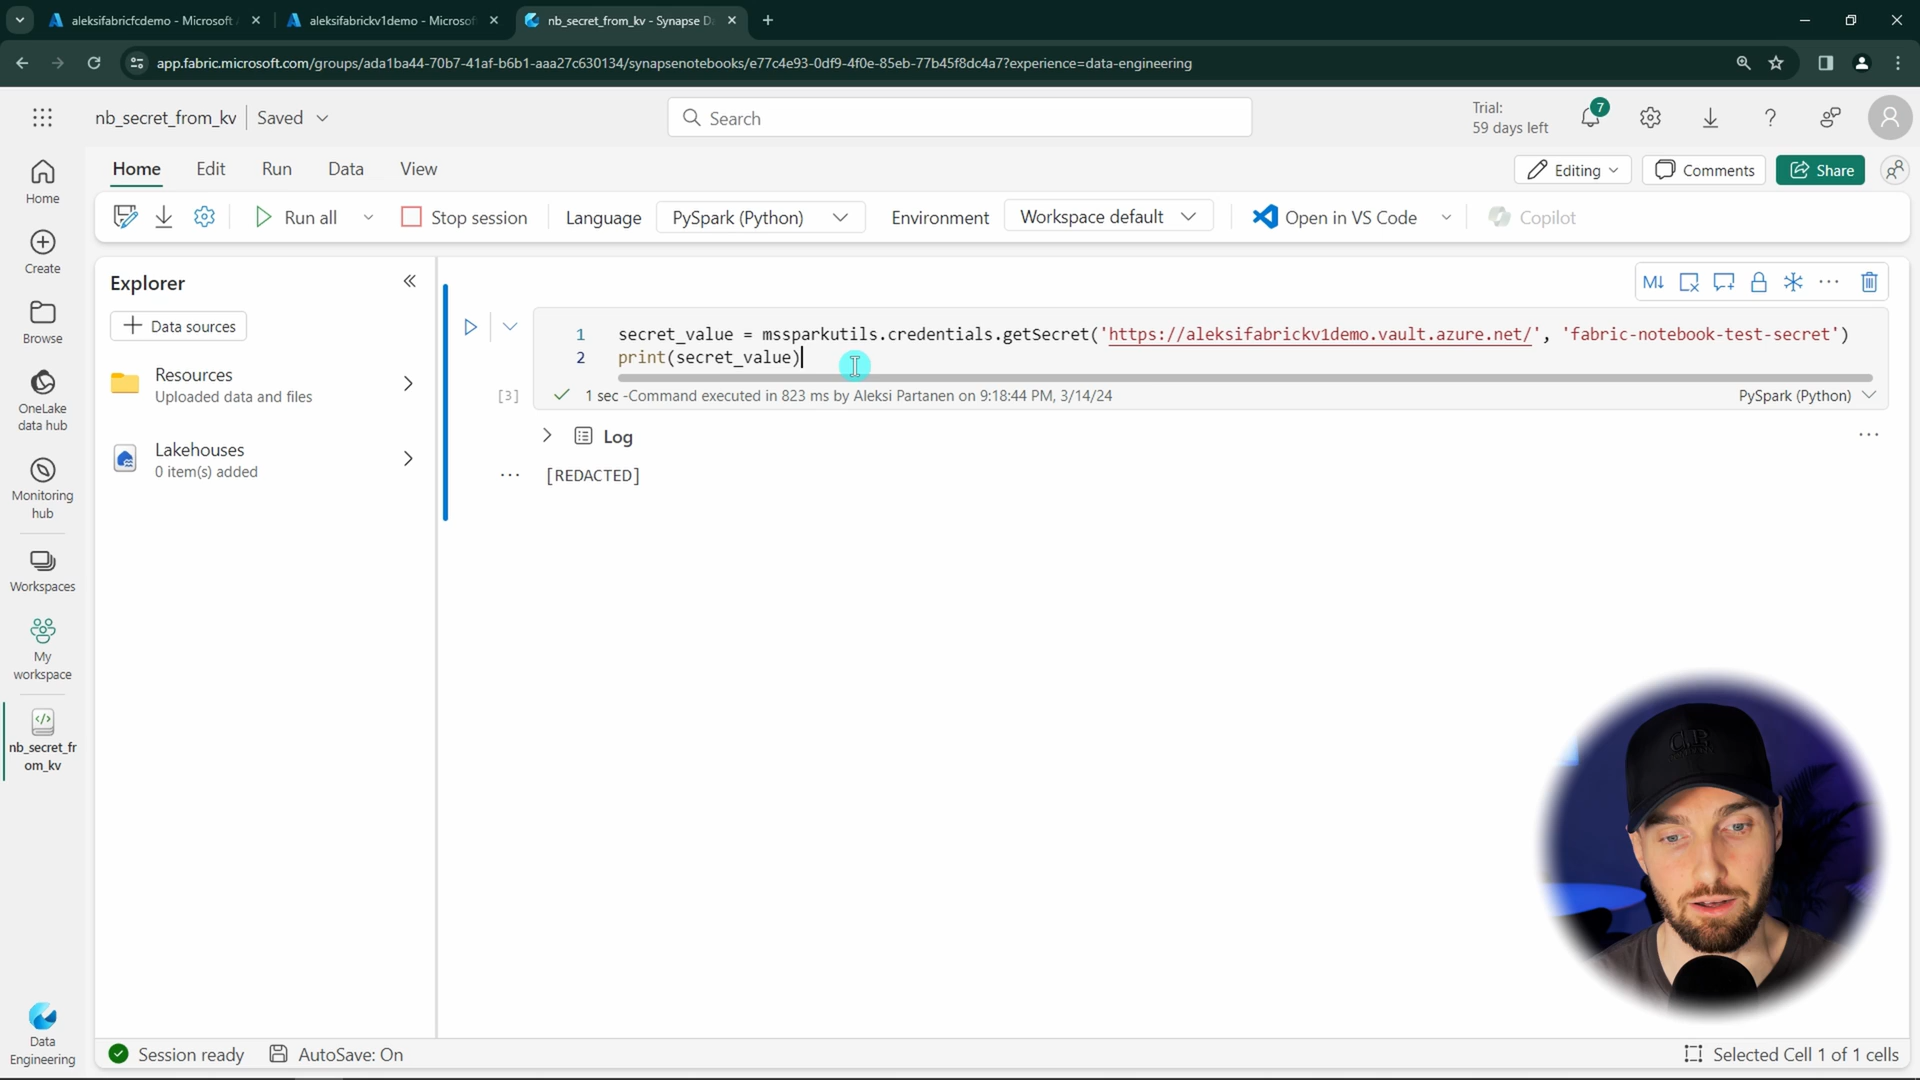 aleksifabricfcdemo - Microsoft
aleksifabrickv1demo - Microsof
nb_secret_from_kv - Synapse D
app.fabric.microsoft.com/groups/ada1ba44-70b7-41af-b6b1-aaa27c630134/synapsenotebooks/e77c4e93-0df9-4f0e-85eb-77b45f8dc4a7?experience=data-engineering
nb_secret_from_kv
Saved
Search
Trial:
59 days left
7
Home
Edit
Run
Data
View
Editing
Comments
Share
Run all
Stop session
Language
PySpark (Python)
Environment
Workspace default
Open in VS Code
Copilot
Home
Create
Browse
OneLake
data hub
Monitoring
hub
Workspaces
My
workspace
nb_secret_fr
om_kv
Data
Engineering
Explorer
Data sources
Resources
Uploaded data and files
Lakehouses
0 item(s) added
M↓
1 secret_value = mssparkutils.credentials.getSecret('https://aleksifabrickv1demo.vault.azure.net/', 'fabric-notebook-test-secret')
2 print(secret_value)
[3]
1 sec -Command executed in 823 ms by Aleksi Partanen on 9:18:44 PM, 3/14/24
PySpark (Python)
Log
[REDACTED]
Session ready
AutoSave: On
Selected Cell 1 of 1 cells